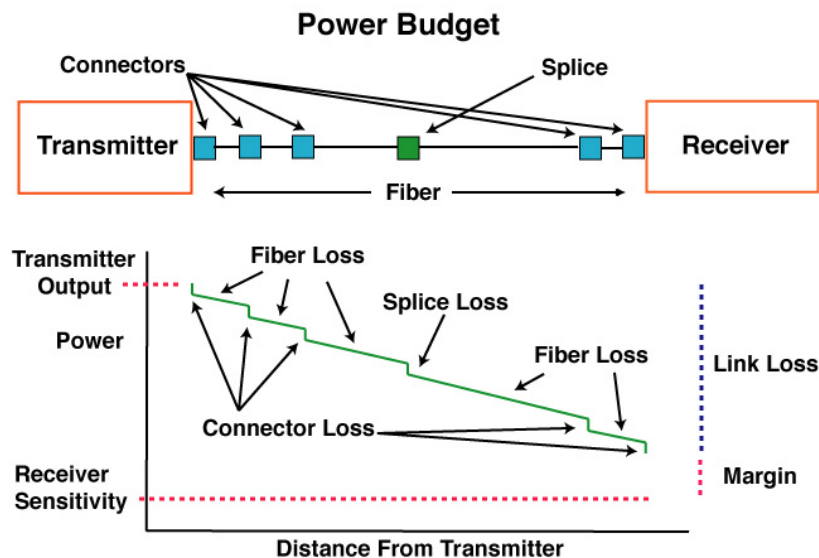 Power Budget
Connectors
Splice
Transmitter
Receiver
Fiber
Transmitter
Output
Fiber Loss
Splice Loss
Power
Fiber Loss
Link Loss
Connector Loss
Receiver
Sensitivity
Margin
Distance From Transmitter